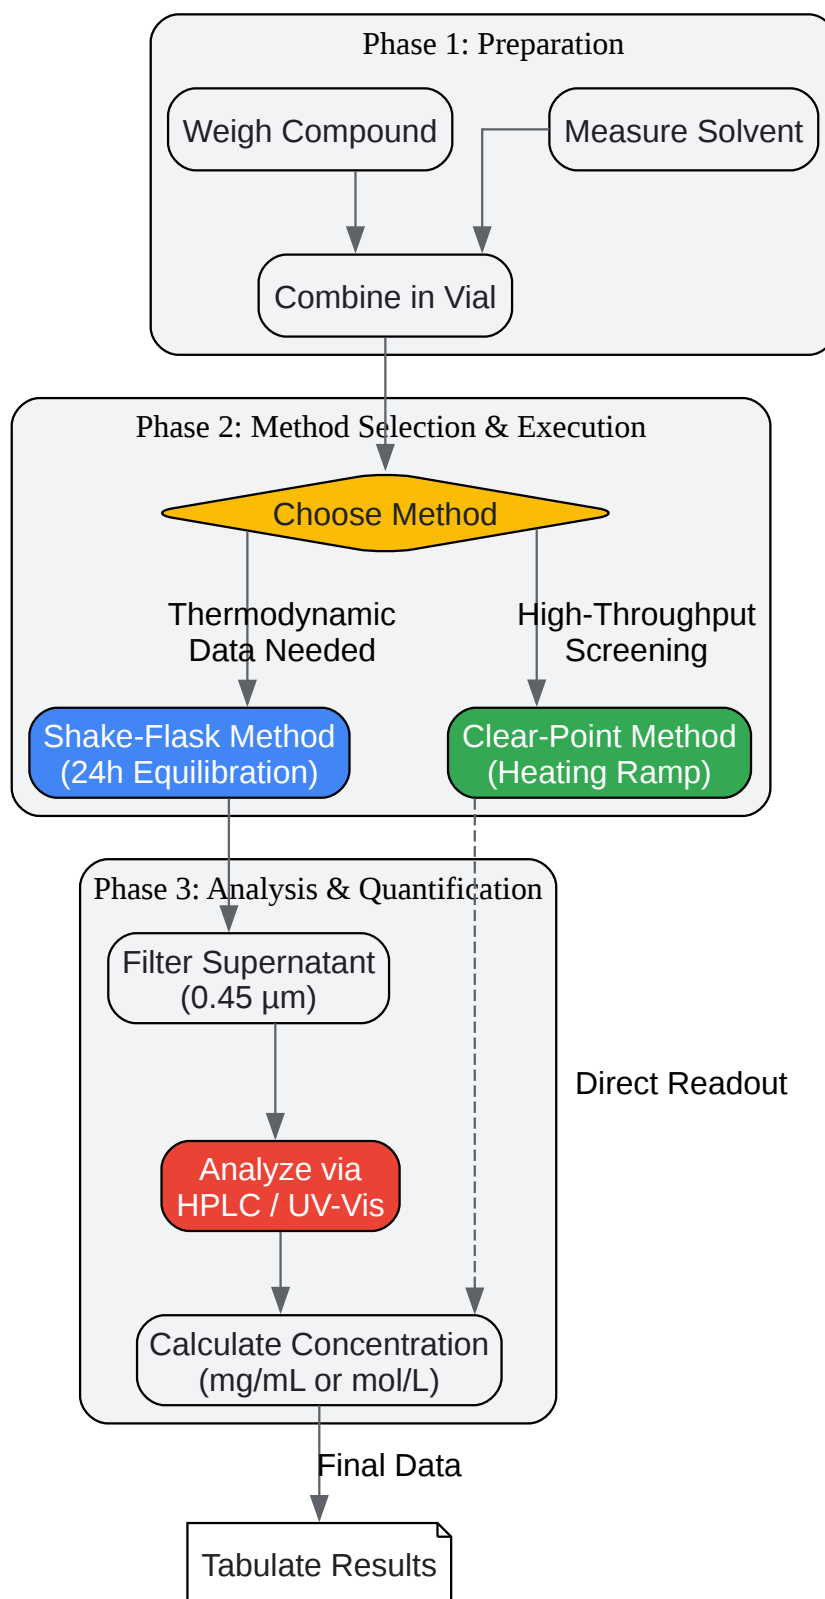 Phase 1: Preparation
Weigh Compound
Measure Solvent
Combine in Vial
Phase 2: Method Selection & Execution
Choose Method
Thermodynamic
Data Needed
High-Throughput
Screening
Shake-Flask Method
(24h Equilibration)
Clear-Point Method
(Heating Ramp)
Phase 3: Analysis & Quantification
Filter Supernatant
(0.45 µm)
Direct Readout
Analyze via
HPLC / UV-Vis
Calculate Concentration
(mg/mL or mol/L)
Final Data
Tabulate Results